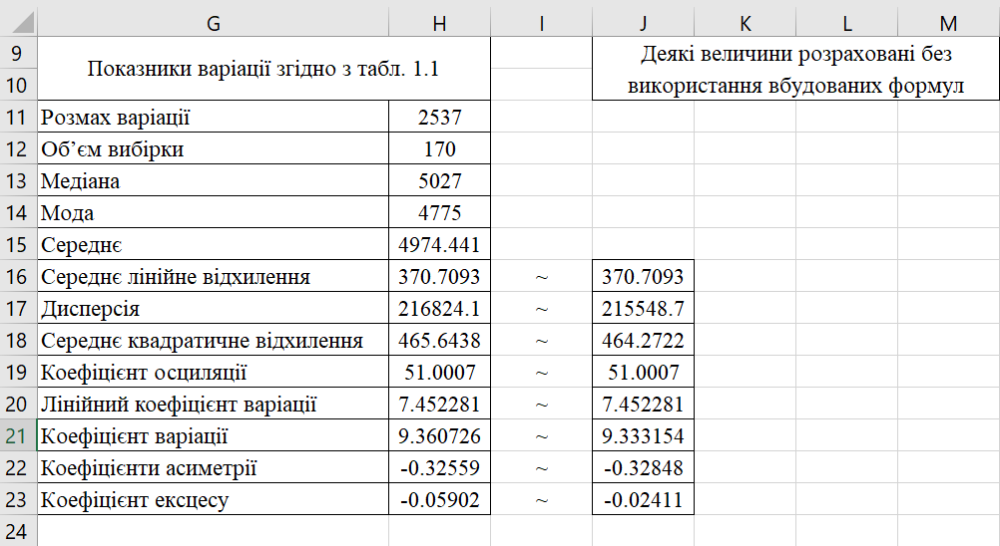 G H I J K L M
9 Показники варіації згідно з табл. 1.1 Деякі величини розраховані без
10 використання вбудованих формул
11 Розмах варіації 2537
12 Об’єм вибірки 170
13 Медіана 5027
14 Мода 4775
15 Середнє 4974.441
16 Середнє лінійне відхилення 370.7093 ~ 370.7093
17 Дисперсія 216824.1 ~ 215548.7
18 Середнє квадратичне відхилення 465.6438 ~ 464.2722
19 Коефіцієнт осциляції 51.0007 ~ 51.0007
20 Лінійний коефіцієнт варіації 7.452281 ~ 7.452281
21 Коефіцієнт варіації 9.360726 ~ 9.333154
22 Коефіцієнти асиметрії -0.32559 ~ -0.32848
23 Коефіцієнт ексцесу -0.05902 ~ -0.02411
24